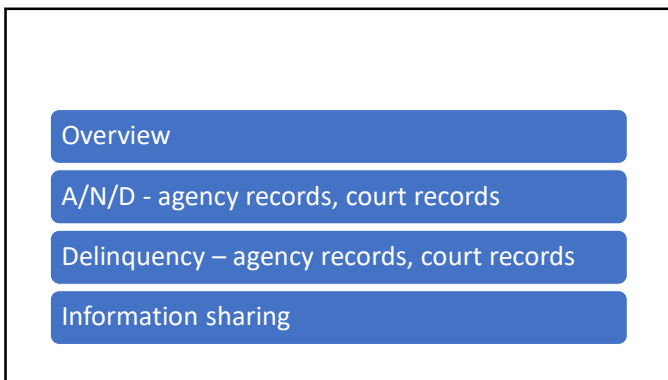 Overview
A/N/D - agency records, court records
Delinquency – agency records, court records
Information sharing